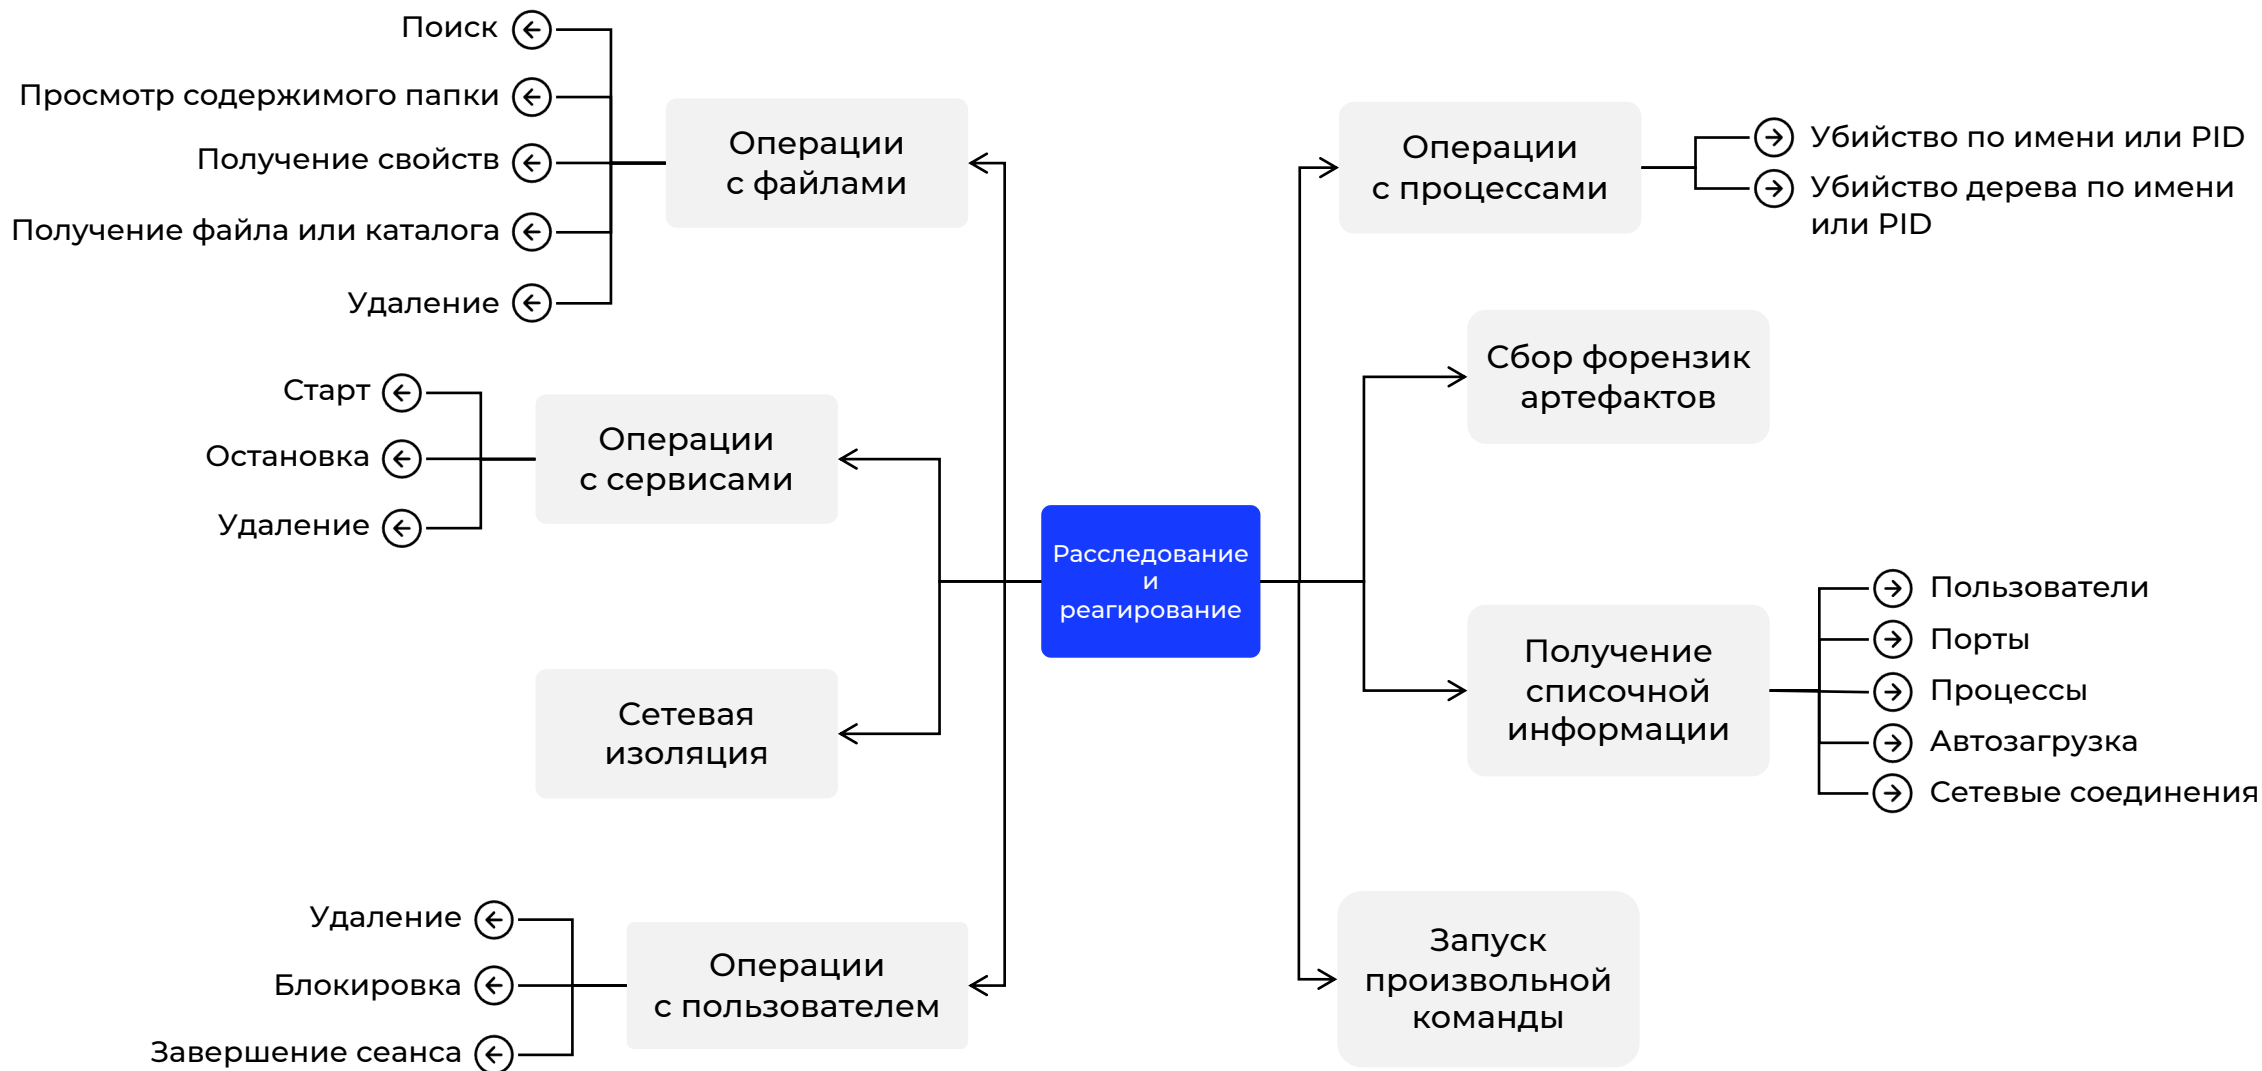 Поиск
Просмотр содержимого папки
Получение свойств
Получение файла или каталога
Удаление
Операции
с файлами
Старт
Остановка
Удаление
Операции
с сервисами
Сетевая
изоляция
Удаление
Блокировка
Завершение сеанса
Операции
с пользователем
Расследование
и
реагирование
Операции
с процессами
Убийство по имени или PID
Убийство дерева по имени
или PID
Сбор форензик
артефактов
Получение
списочной
информации
Пользователи
Порты
Процессы
Автозагрузка
Сетевые соединения
Запуск
произвольной
команды